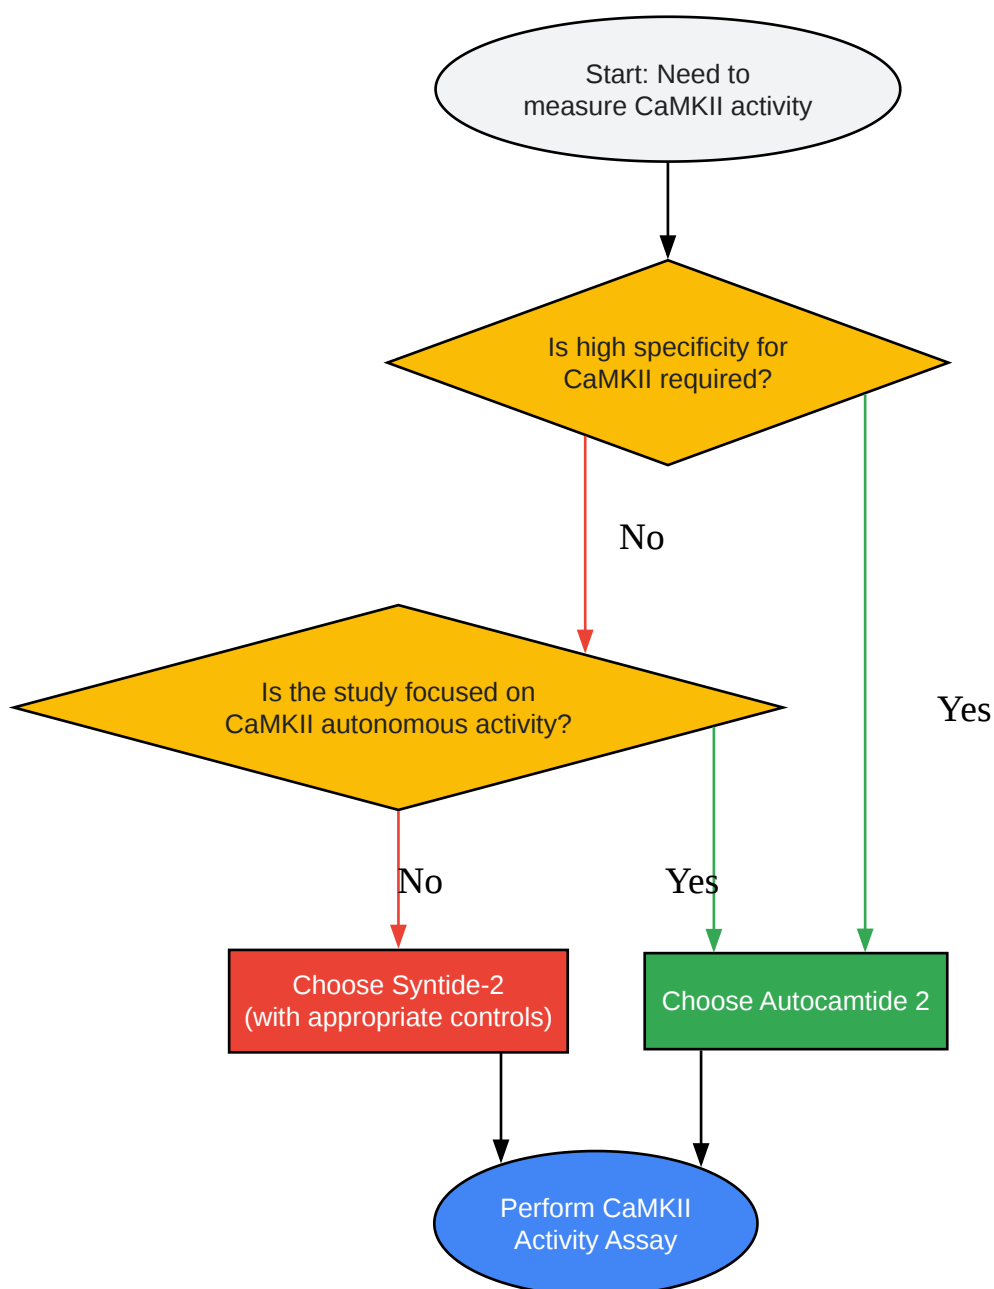 Start: Need to
measure CaMKII activity
Is high specificity for
CaMKII required?
No
Is the study focused on
CaMKII autonomous activity?
Yes
No
Yes
Choose Syntide-2
(with appropriate controls)
Choose Autocamtide 2
Perform CaMKII
Activity Assay